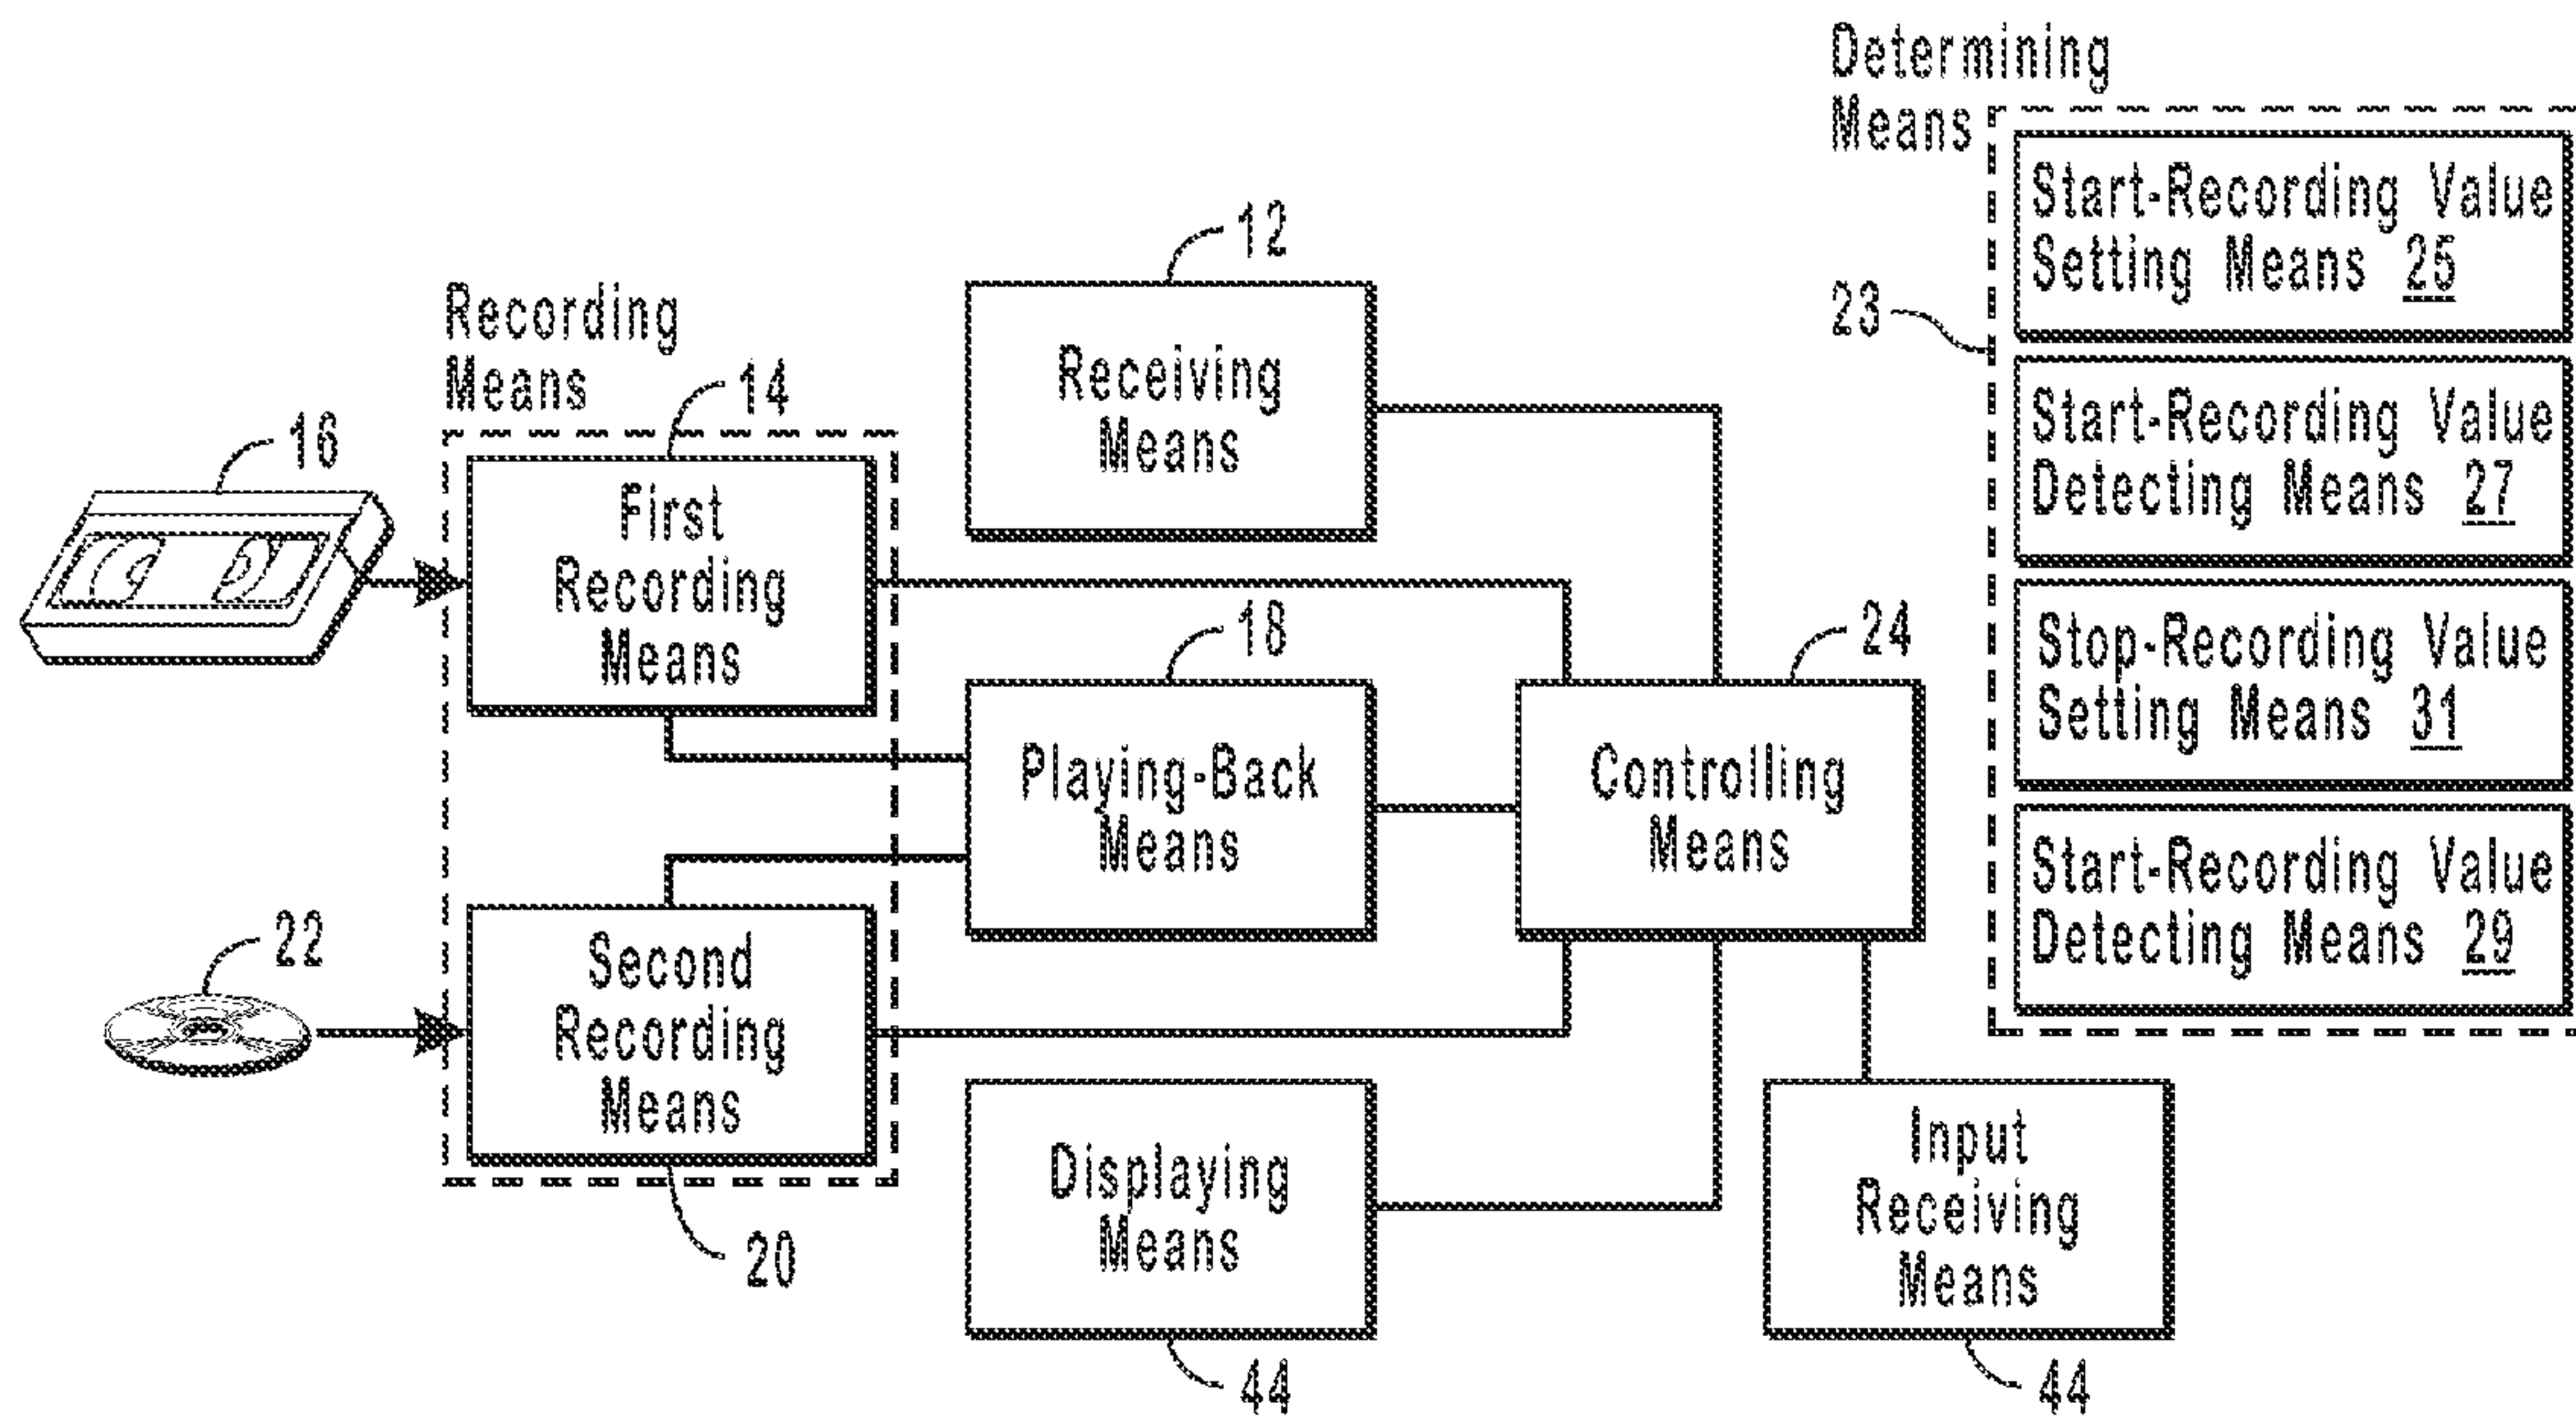 Determining
Means
Start-Recording Value
Setting Means 25
12
23
Recording
Means
Receiving
Means
14
Start-Recording Value
Detecting Means 27
16
First
Recording
Means
18
24
Stop-Recording Value
Setting Means 31
Playing-Back
Means
Controlling
Means
Start-Recording Value
Detecting Means 29
22
Second
Recording
Means
Displaying
Means
Input
Receiving
Means
20
44
44